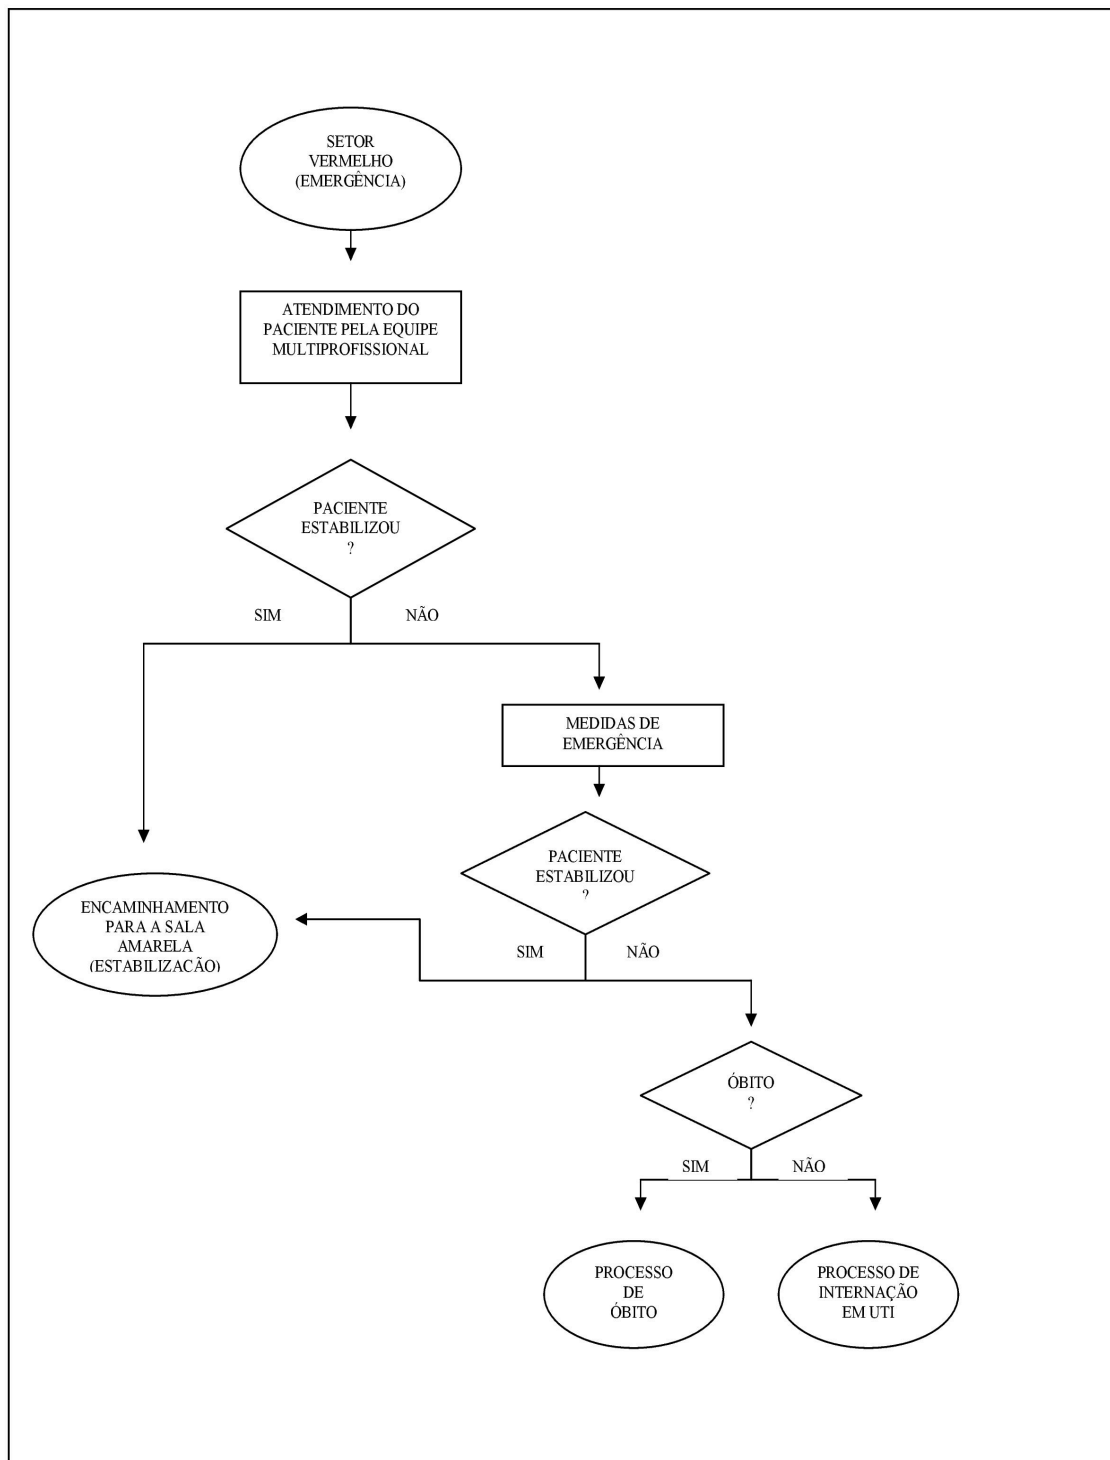 SETOR
VERMELHO
(EMERGÊNCIA)
ATENDIMENTO DO
PACIENTE PELA EQUIPE
MULTIPROFISSIONAL
PACIENTE
ESTABILIZOU
?
SIM
NÃO
MEDIDAS DE
EMERGÊNCIA
PACIENTE
ESTABILIZOU
?
ENCAMINHAMENTO
PARA A SALA
AMARELA
(ESTABILIZAÇÃO)
SIM
NÃO
ÓBITO
?
SIM
NÃO
PROCESSO
DE
ÓBITO
PROCESSO DE
INTERNAÇÃO
EM UTI